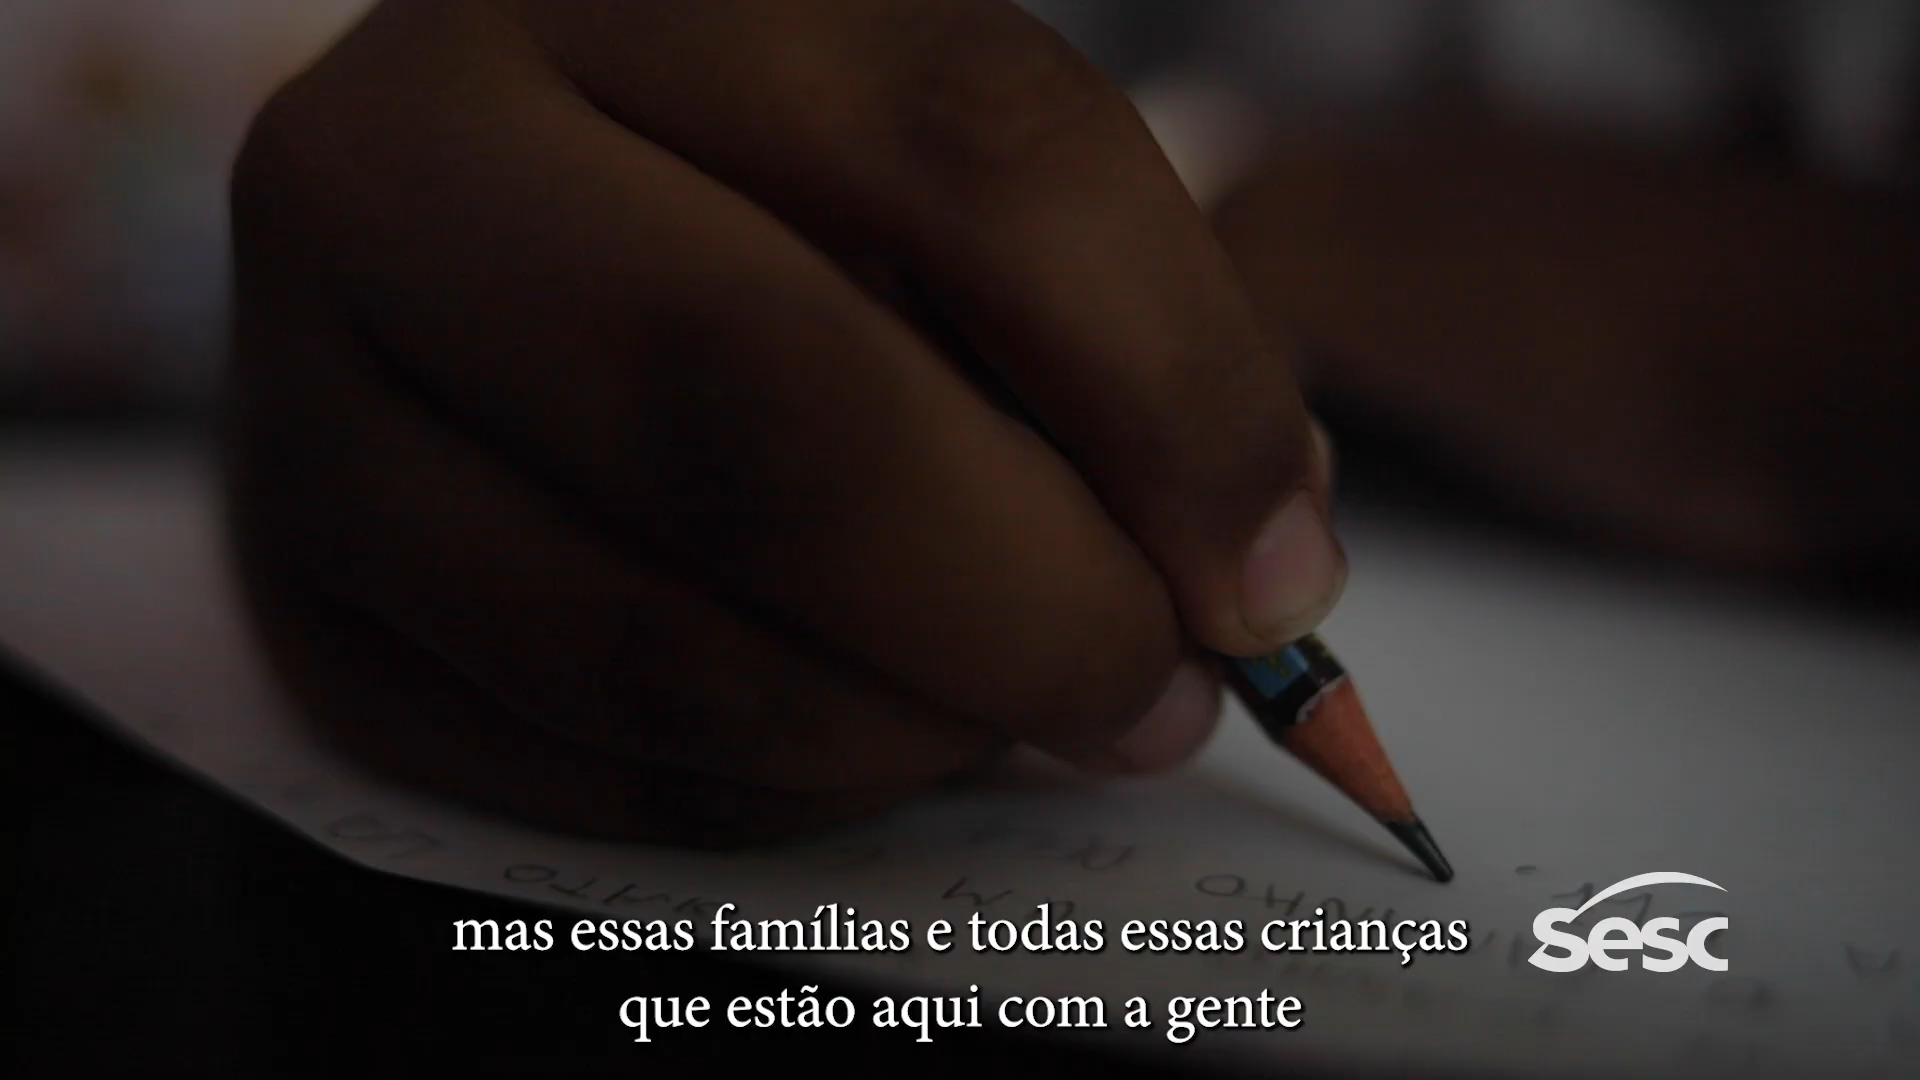 mas essas famílias e todas essas crianças
que estão aqui com a gente
Sesc